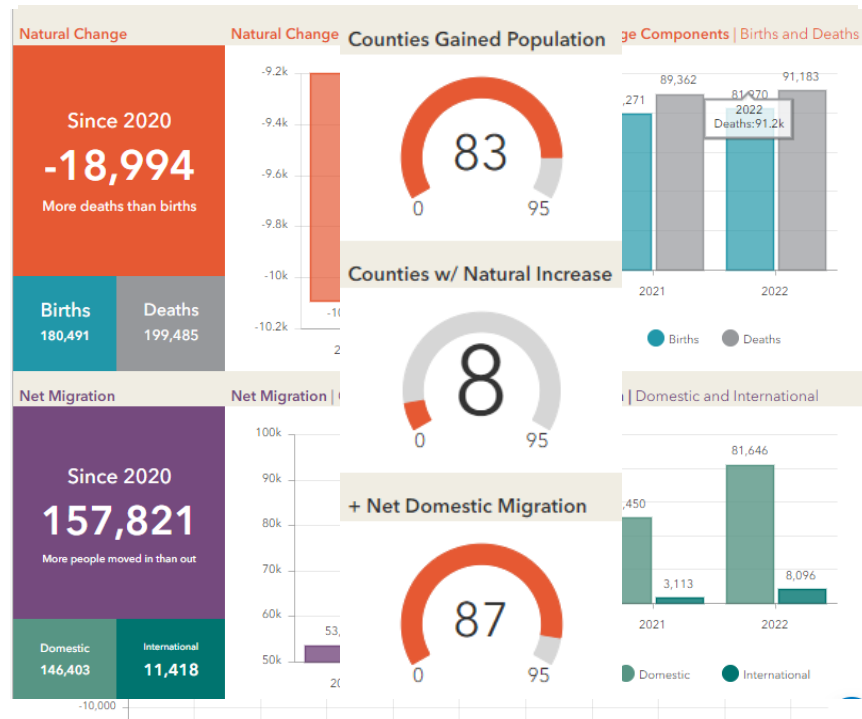 Natural Change
Since 2020
-18,994
More deaths than births
Births
180,491
Deaths
199,485
Natural Change
-9.2k
-9.4k
-9.6k
-9.8k
-10k
-10.2k
Counties Gained Population
83
0
95
Counties w/ Natural Increase
8
0
95
+ Net Domestic Migration
87
0
95
Components | Births and Deaths
89,362
91,183
81,970
2022
Deaths:91.2k
2021
2022
Births
Deaths
Net Migration
Since 2020
157,821
More people moved in than out
Domestic
146,403
International
11,418
Net Migration |
100k
90k
80k
70k
60k
50k
| Domestic and International
81,646
3,113
8,096
2021
2022
Domestic
International
-10,000